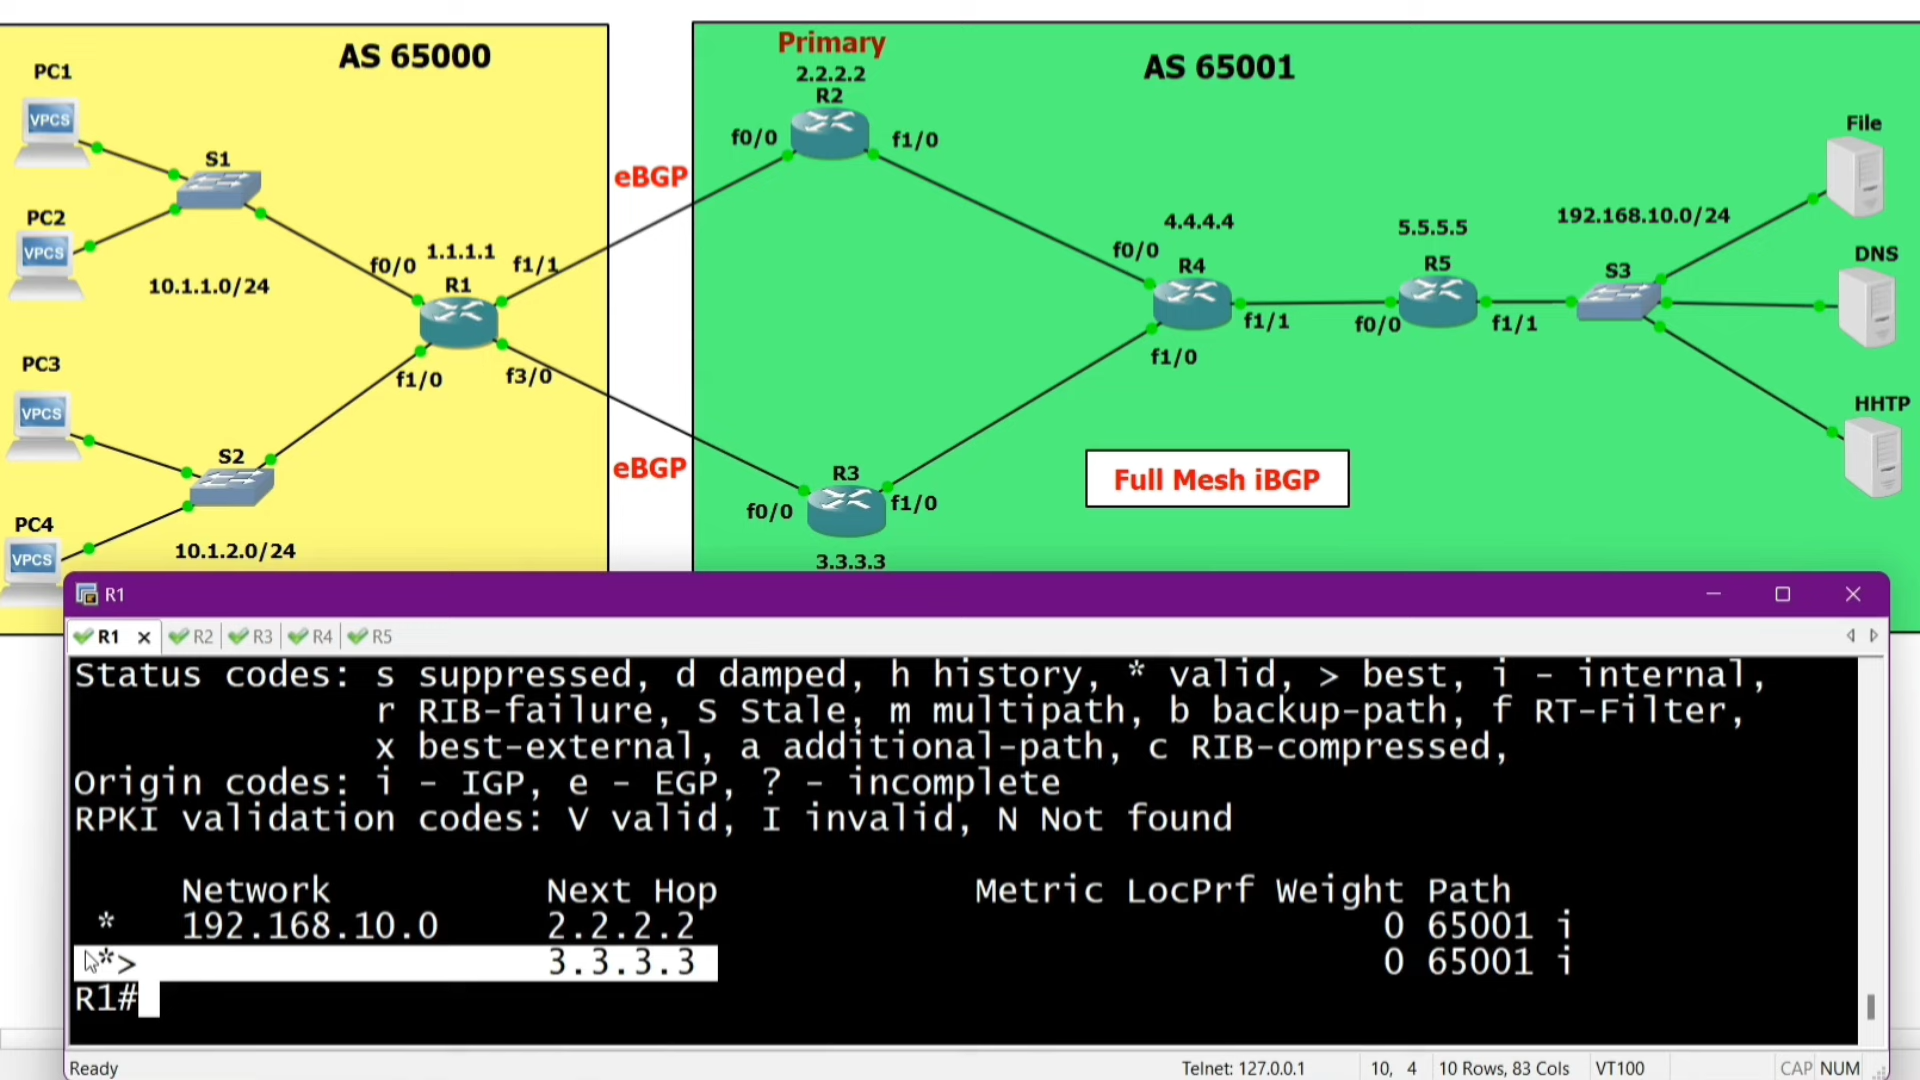 AS 65000
PC1
VPCS
S1
PC2
VPCS
10.1.1.0/24
f0/0
1.1.1.1
f1/1
R1
PC3
VPCS
f1/0
f3/0
S2
PC4
VPCS
10.1.2.0/24
eBGP
eBGP
Primary
2.2.2.2
R2
AS 65001
f0/0
f1/0
4.4.4.4
f0/0
R4
f1/1
f1/0
5.5.5.5
R5
f0/0
f1/1
192.168.10.0/24
S3
File
DNS
HHTP
R3
f0/0
f1/0
3.3.3.3
Full Mesh iBGP
R1
R1 R2 R3 R4 R5
Status codes: s suppressed, d damped, h history, * valid, > best, i - internal,
r RIB-failure, S Stale, m multipath, b backup-path, f RT-Filter,
x best-external, a additional-path, c RIB-compressed,
Origin codes: i - IGP, e - EGP, ? - incomplete
RPKI validation codes: V valid, I invalid, N Not found
Network Next Hop Metric LocPrf Weight Path
* 192.168.10.0 2.2.2.2 0 65001 i
*> 3.3.3.3 0 65001 i
R1#
Ready Telnet: 127.0.0.1 10, 4 10 Rows, 83 Cols VT100 CAP NUM